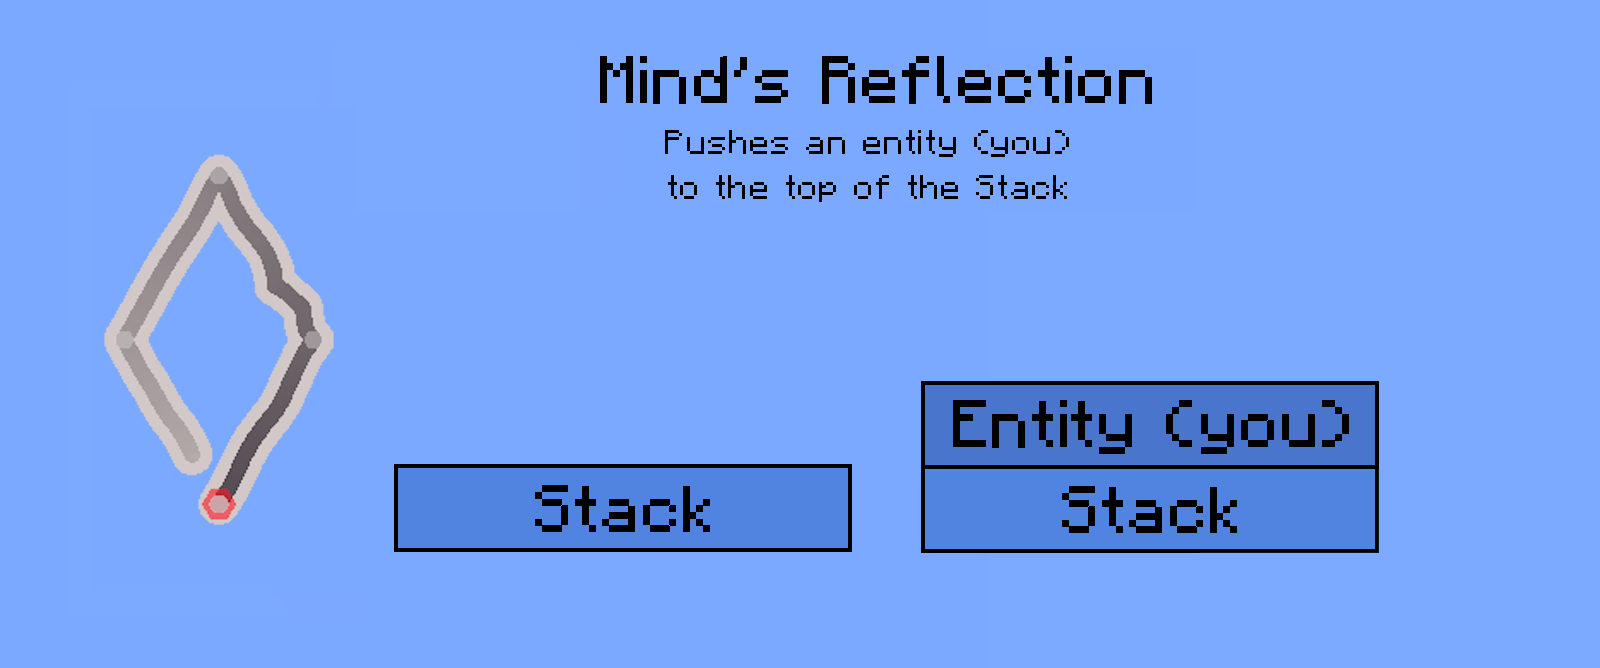 Mind's Reflection
Pushes an entity (you)
to the top of the Stack
Entity (you)
Stack
Stack